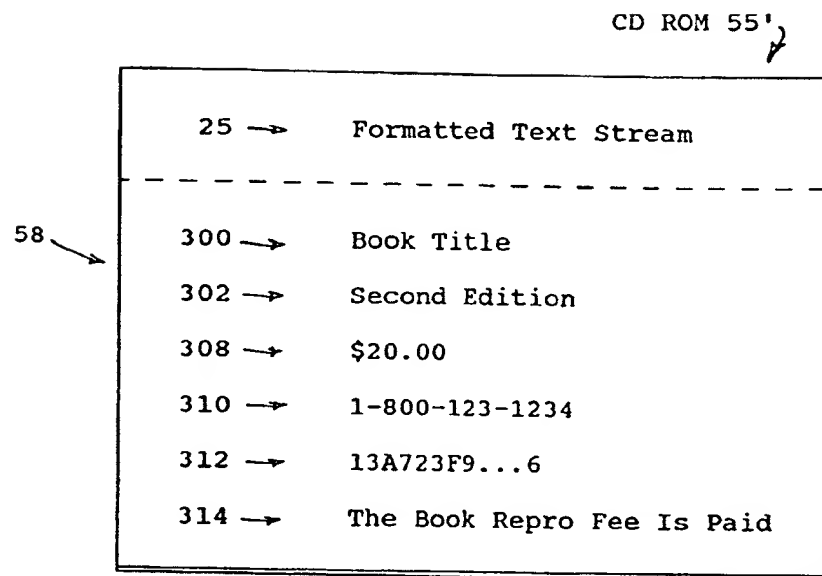 CD ROM 55'
25 Formatted Text Stream
58
300 Book Title
302 Second Edition
308 $20.00
310 1-800-123-1234
312 13A723F9...6
314 The Book Repro Fee Is Paid